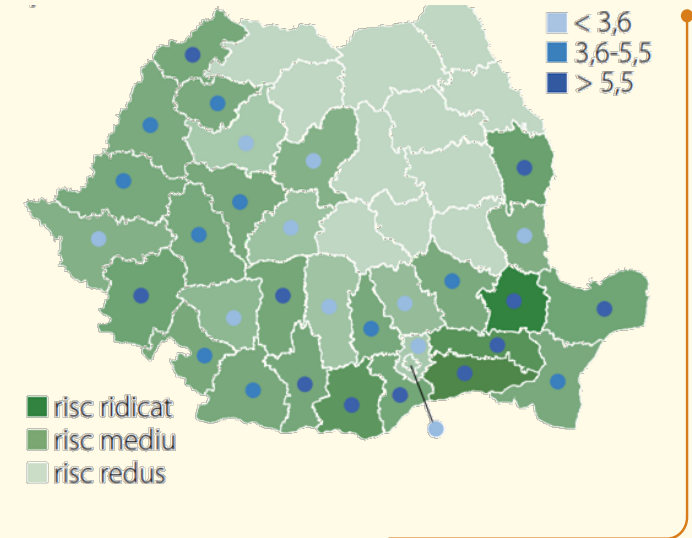 < 3,6
3,6-5,5
> 5,5
risc ridicat
risc mediu
risc redus